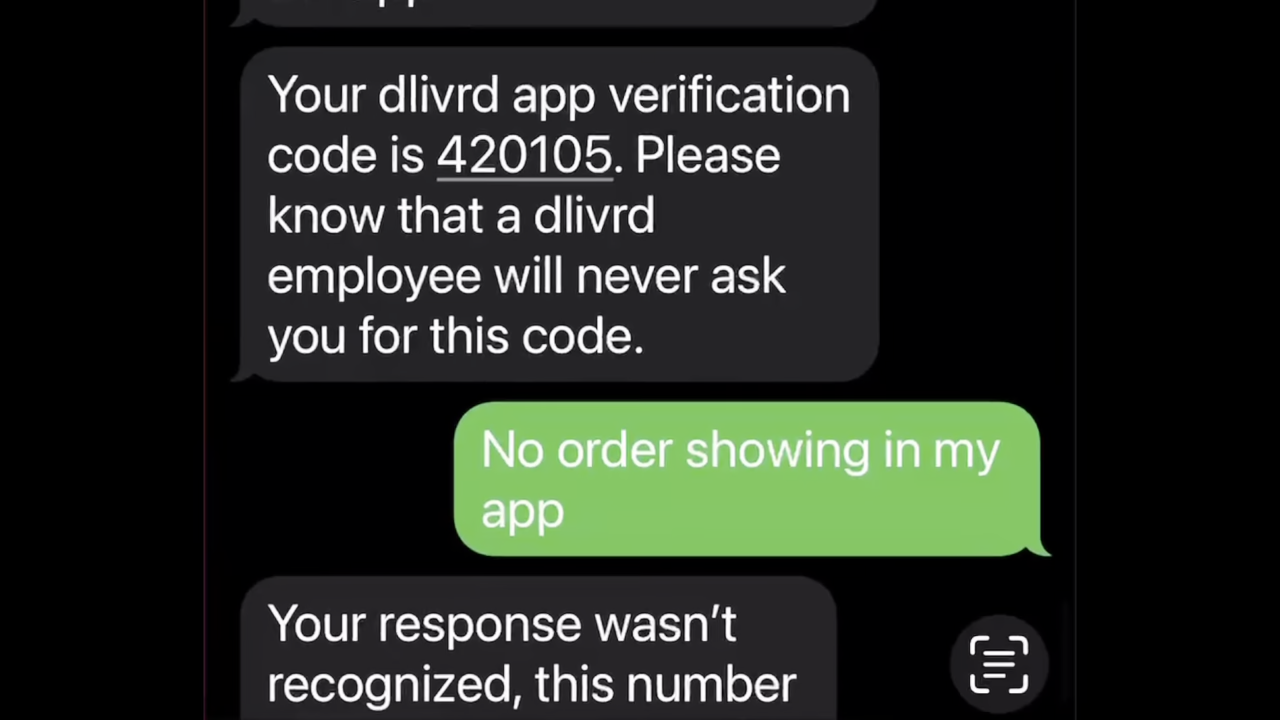 Your dlivrd app verification
code is 420105. Please
know that a dlivrd
employee will never ask
you for this code.
No order showing in my
app
Your response wasn't
recognized, this number